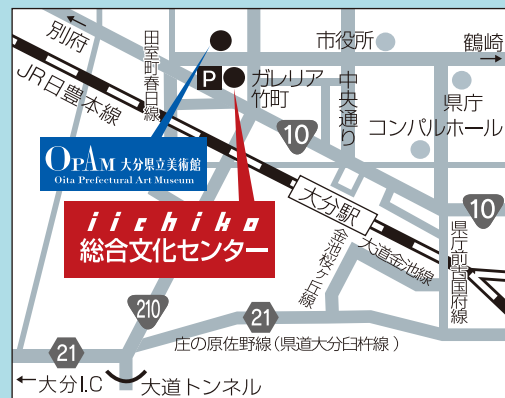 別府
市役所
鶴崎
田室町春日線
P
ガレリア
竹町
中央通り
県庁
JR日豊本線
コンパルホール
10
OPAM 大分県立美術館
Oita Prefectural Art Museum
大分駅
10
iichiko
総合文化センター
大道金池線
金池桜ヶ丘線
県庁前古国府線
210
21
庄の原佐野線(県道大分臼杵線)
21
←大分I.C
大道トンネル